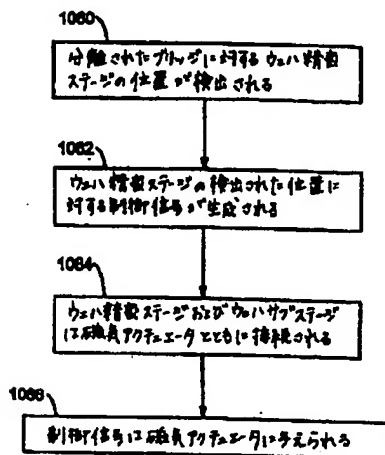 1060
分離されたブリッジに対するウェハ精密
ステージの位置が検出される
1062
ウェハ精密ステージの検出された位置に
対する制御信号が生成される
1064
ウェハ精密ステージおよびウェハサブステージ
は磁気アクチュエータとともに接続される
1066
制御信号は磁気アクチュエータに与えられる